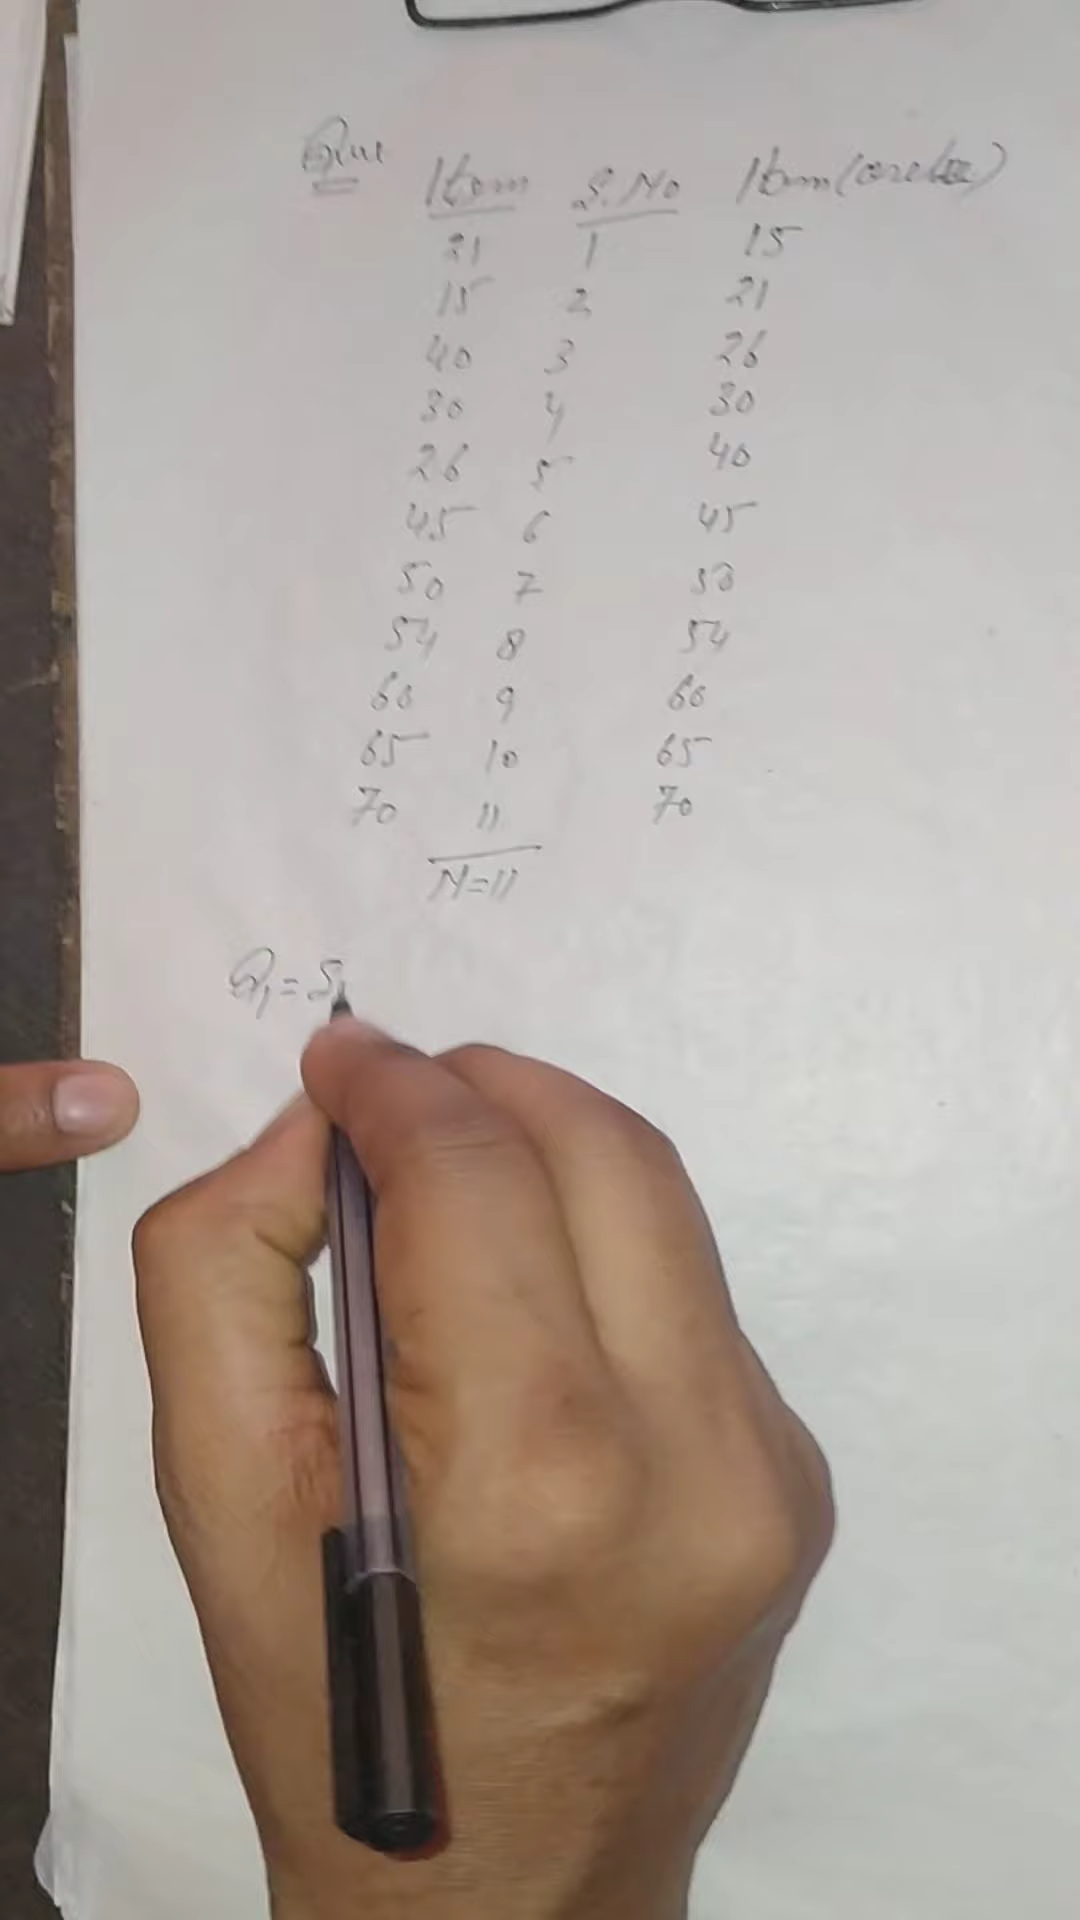 Item S.No Item (order)
21 1 15
15 2 21
40 3 26
30 4 30
26 5 40
45 6 45
50 7 50
54 8 54
60 9 60
65 10 65
70 11 70
N=11
Q₁ = S